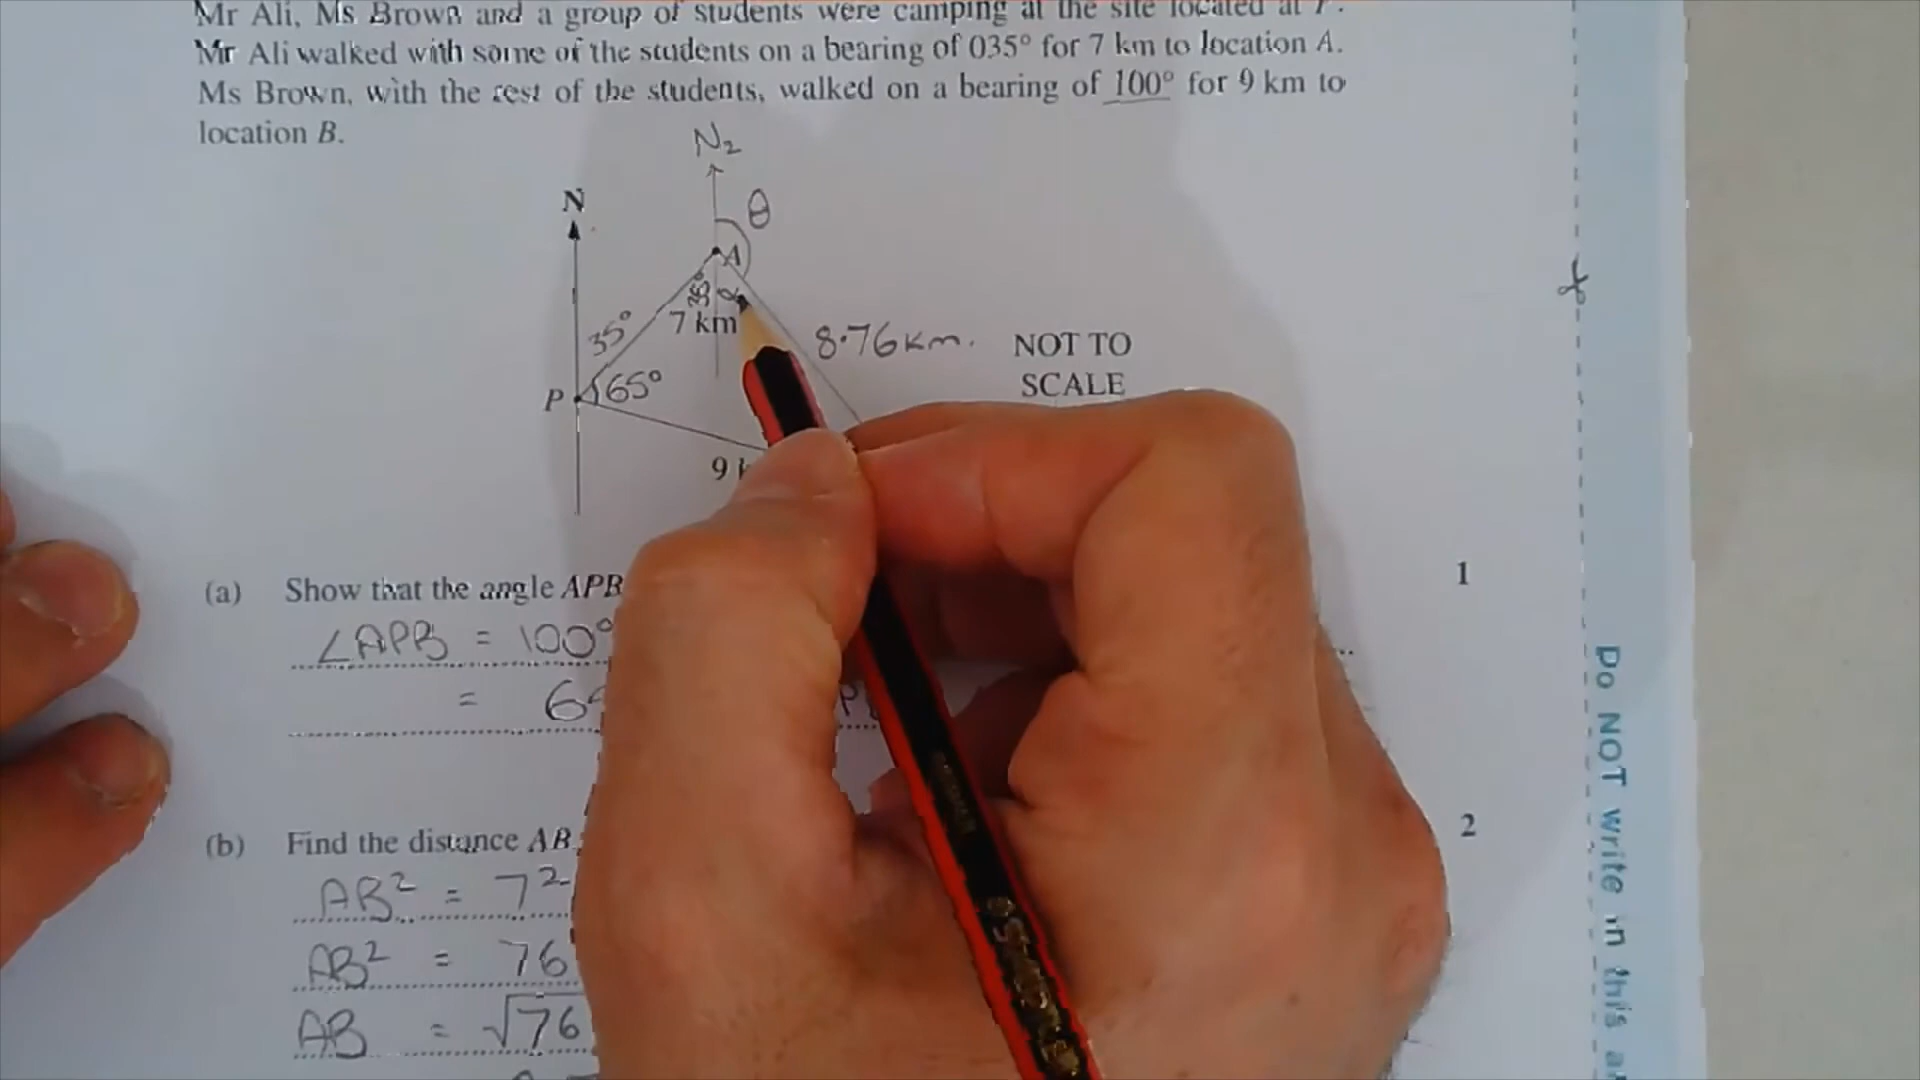 Mr Ali, Ms Brown and a group of students were camping at the site located at P.
Mr Ali walked with some of the students on a bearing of 035° for 7 km to location A.
Ms Brown, with the rest of the students, walked on a bearing of 100° for 9 km to
location B.
N₂
N
θ
A
35°
α
35°
7 km
8.76 km.
NOT TO
SCALE
P
65°
9
(a) Show that the angle APB
1
∠APB = 100°
=
(b) Find the distance AB
2
AB² = 7²
AB² = 76
AB = √76
Do NOT write in this